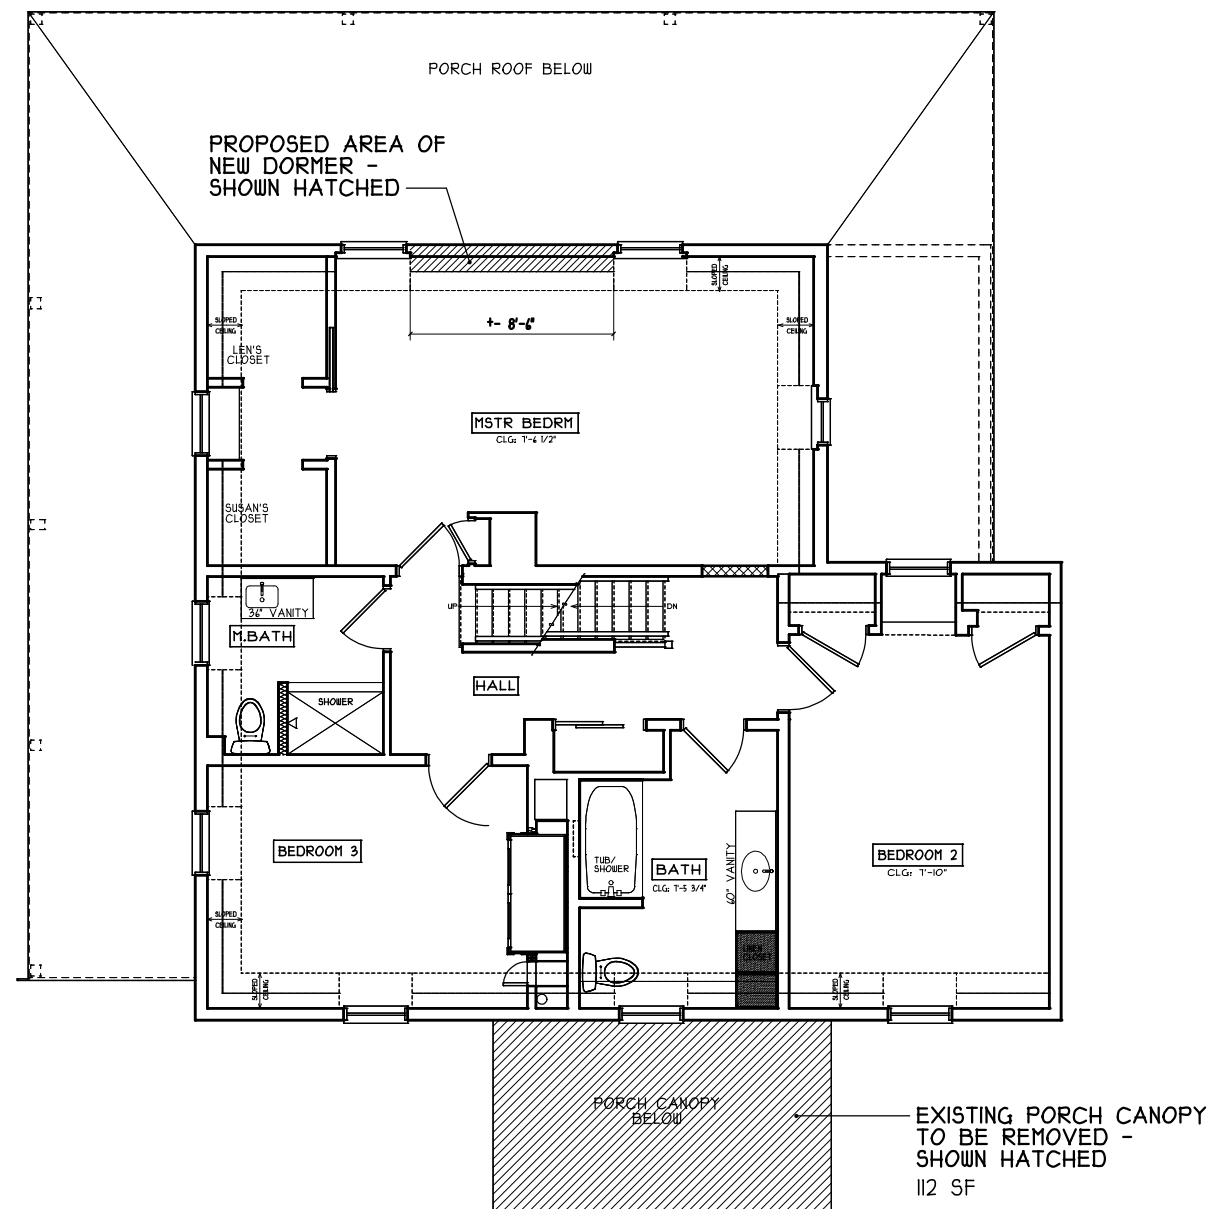 PORCH ROOF BELOW
PROPOSED AREA OF
NEW DORMER -
SHOWN HATCHED
SLOPED
CEILING
+- 8'-6"
SLOPED
CEILING
SLOPED
CEILING
LEN'S
CLOSET
MSTR BEDRM
CLG: 7'-6 1/2"
SUSAN'S
CLOSET
36" VANITY
M.BATH
UP
DN
HALL
SHOWER
BEDROOM 3
TUB/
SHOWER
BATH
CLG: 7'-5 3/4"
60" VANITY
BEDROOM 2
CLG: 7'-10"
SLOPED
CEILING
LINEN
CLOSET
SLOPED
CEILING
SLOPED
CEILING
PORCH CANOPY
BELOW
EXISTING PORCH CANOPY
TO BE REMOVED -
SHOWN HATCHED
112 SF